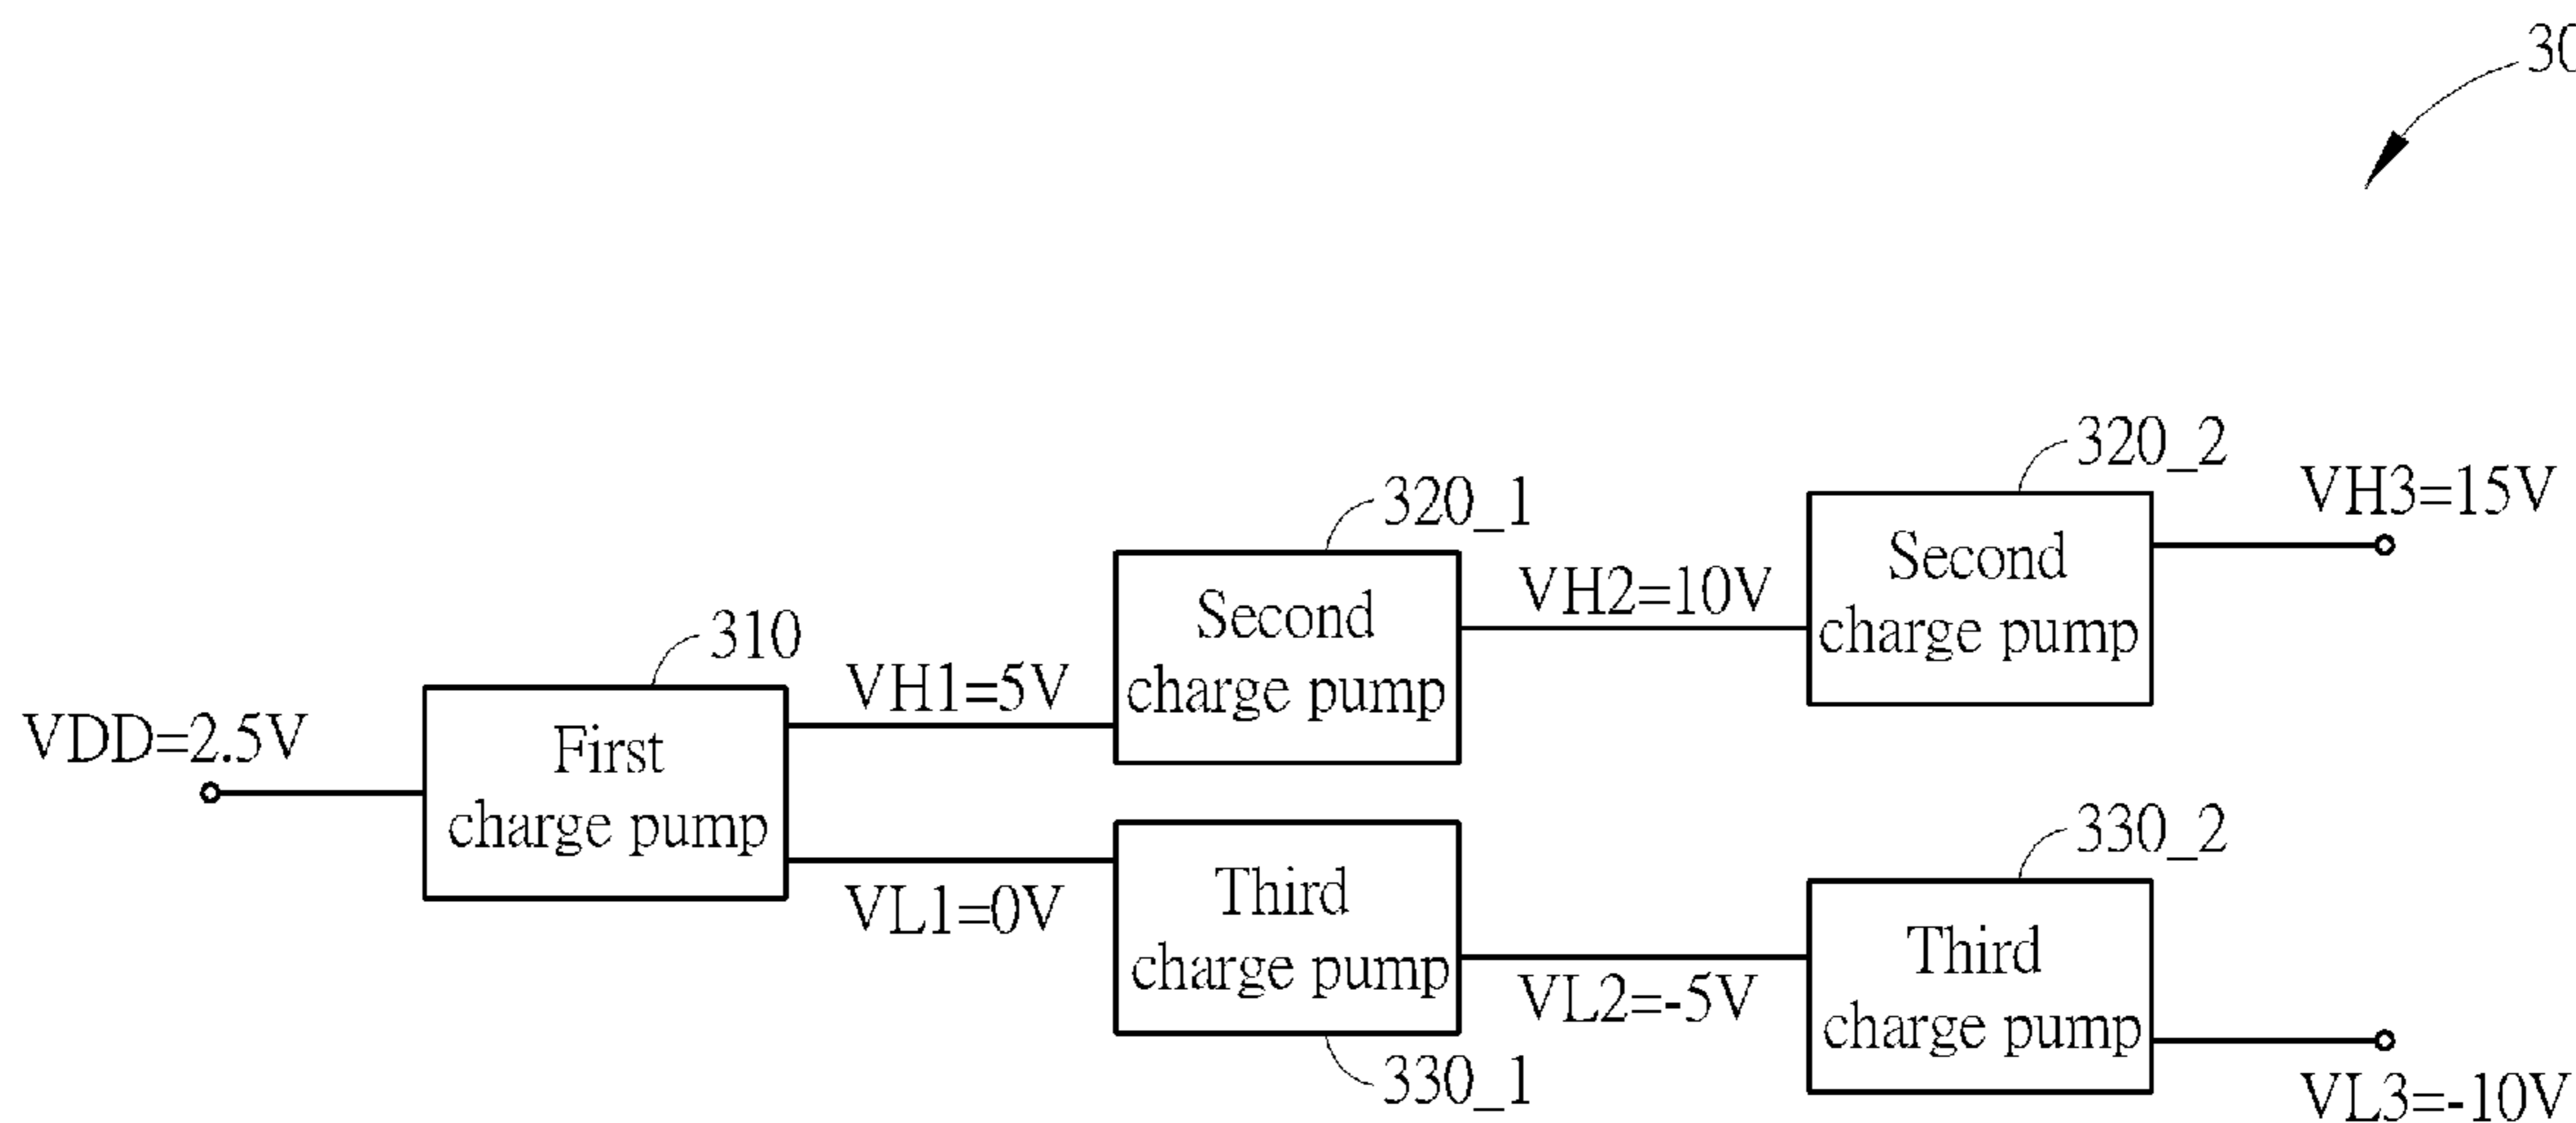 30
320_2
VH3=15V
320_1
Second
charge pump
VH2=10V
Second
charge pump
310
VH1=5V
VDD=2.5V
First
charge pump
VL1=0V
330_2
Third
charge pump
VL2=-5V
Third
charge pump
330_1
VL3=-10V